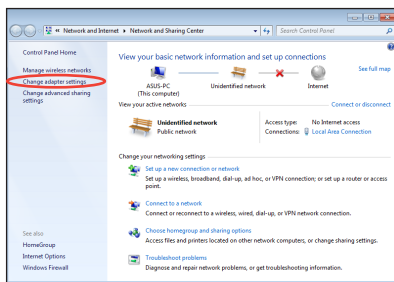 « Network and Internet ▸ Network and Sharing Center
Search Control Panel
Control Panel Home
Manage wireless networks
Change adapter settings
Change advanced sharing
settings
See also
HomeGroup
Internet Options
Windows Firewall
View your basic network information and set up connections
See full map
ASUS-PC
(This computer)
Unidentified network
Internet
View your active networks
Connect or disconnect
Unidentified network
Public network
Access type: No Internet access
Connections: Local Area Connection
Change your networking settings
Set up a new connection or network
Set up a wireless, broadband, dial-up, ad hoc, or VPN connection; or set up a router or access
point.
Connect to a network
Connect or reconnect to a wireless, wired, dial-up, or VPN network connection.
Choose homegroup and sharing options
Access files and printers located on other network computers, or change sharing settings.
Troubleshoot problems
Diagnose and repair network problems, or get troubleshooting information.